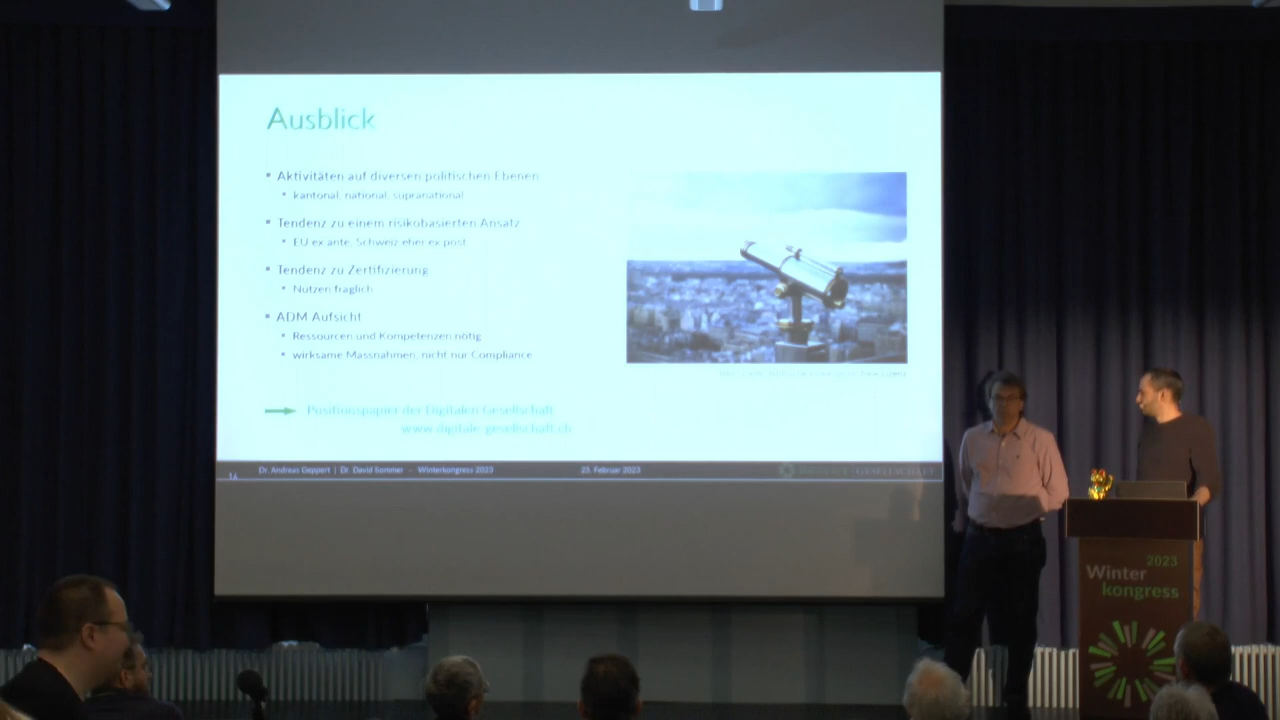 Ausblick
Aktivitäten auf diversen politischen Ebenen
kantonal, national, supranational
Tendenz zu einem risikobasierten Ansatz
EU ex ante, Schweiz eher ex post
Tendenz zu Zertifizierung
Nutzen fraglich
ADM Aufsicht
Ressourcen und Kompetenzen nötig
wirksame Massnahmen, nicht nur Compliance
Positionspapier der Digitalen Gesellschaft
www.digitale-gesellschaft.ch
16 Dr. Andreas Geppert | Dr. David Sommer - Winterkongress 2023 25. Februar 2023 GESELLSCHAFT
2023
Winter
kongress